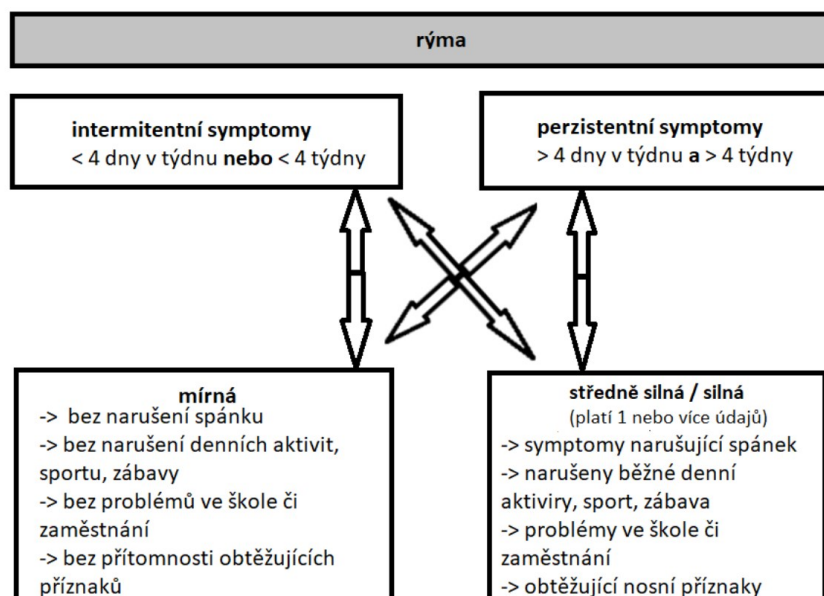 rýma
intermitentní symptomy
< 4 dny v týdnu nebo < 4 týdny
perzistentní symptomy
> 4 dny v týdnu a > 4 týdny
mírná
-> bez narušení spánku
-> bez narušení denních aktivit,
sportu, zábavy
-> bez problémů ve škole či
zaměstnání
-> bez přítomnosti obtěžujících
příznaků
středně silná / silná
(platí 1 nebo více údajů)
-> symptomy narušující spánek
-> narušeny běžné denní
aktiviry, sport, zábava
-> problémy ve škole či
zaměstnání
-> obtěžující nosní příznaky